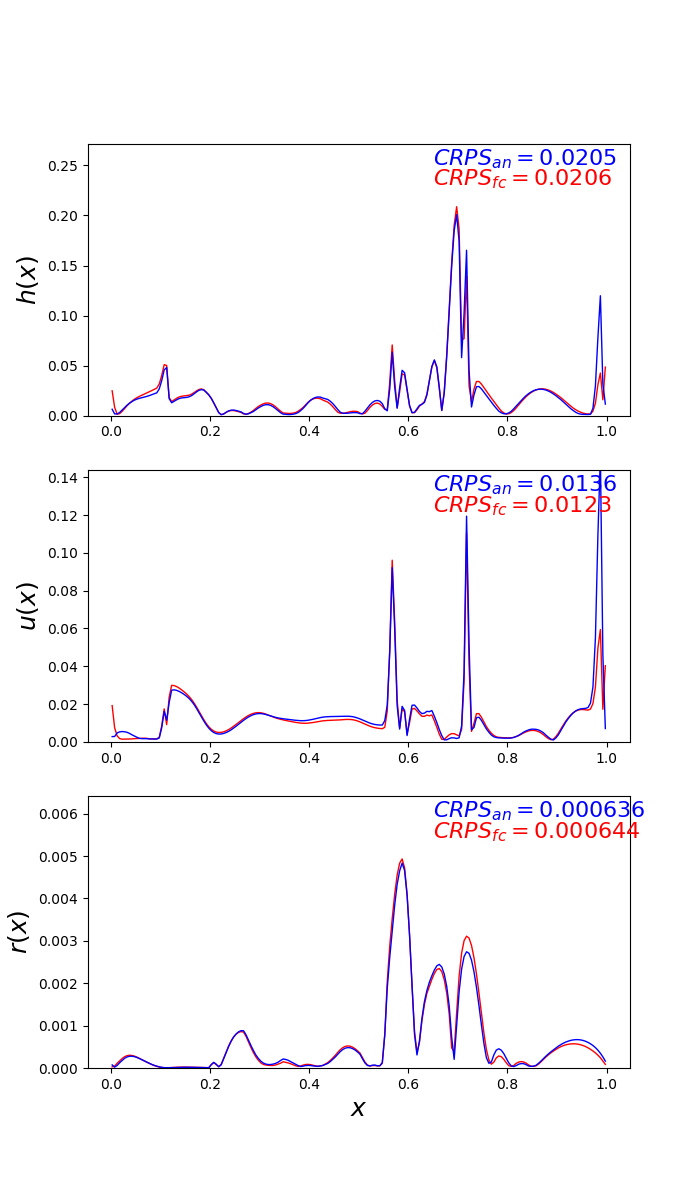 CRPS_an = 0.0205
CRPS_fc = 0.0206
0.25
0.20
0.15
0.10
0.05
0.00
h(x)
0.0 0.2 0.4 0.6 0.8 1.0
CRPS_an = 0.0136
CRPS_fc = 0.0123
0.14
0.12
0.10
0.08
0.06
0.04
0.02
0.00
u(x)
0.0 0.2 0.4 0.6 0.8 1.0
CRPS_an = 0.000636
CRPS_fc = 0.000644
0.006
0.005
0.004
0.003
0.002
0.001
0.000
r(x)
0.0 0.2 0.4 0.6 0.8 1.0
x